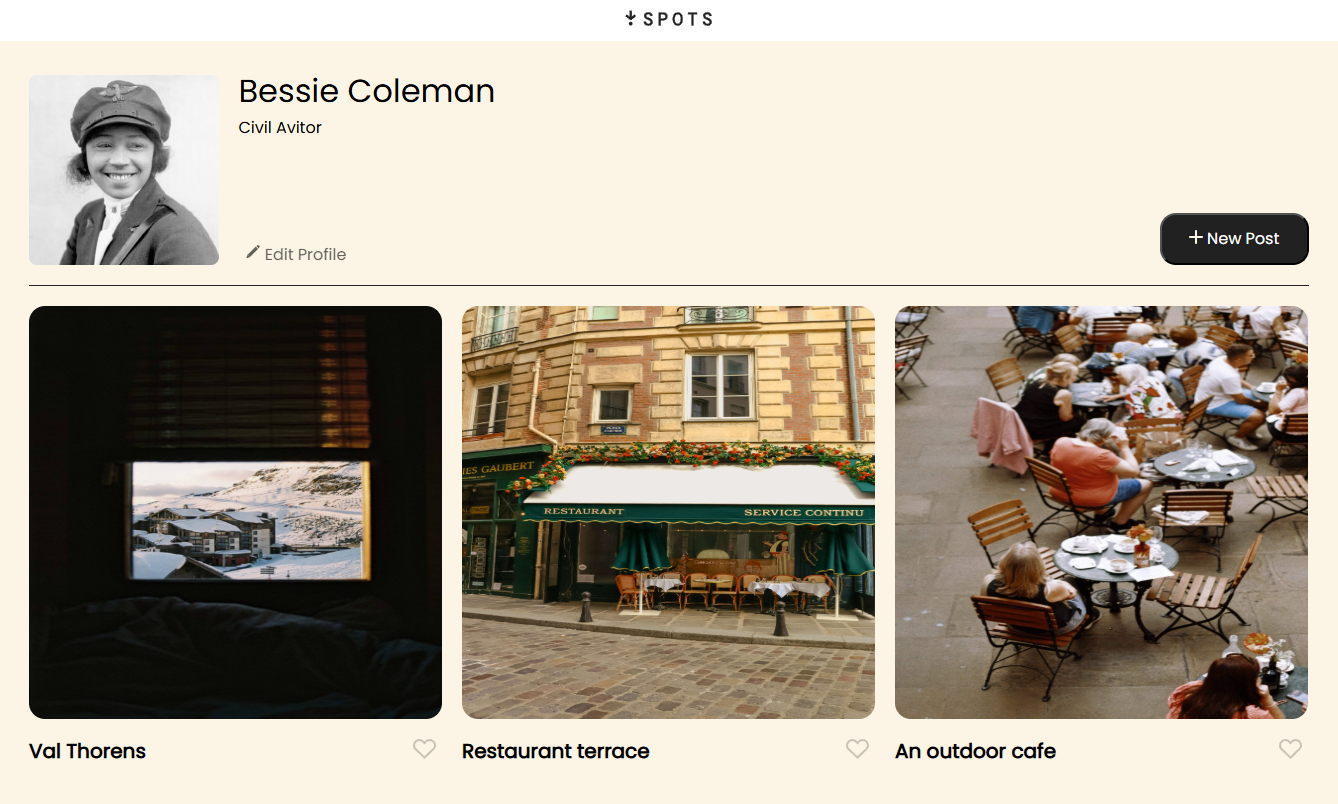 SPOTS
Bessie Coleman
Civil Avitor
Edit Profile
New Post
IES GAUBERT
RESTAURANT
SERVICE CONTINU
Val Thorens
Restaurant terrace
An outdoor cafe